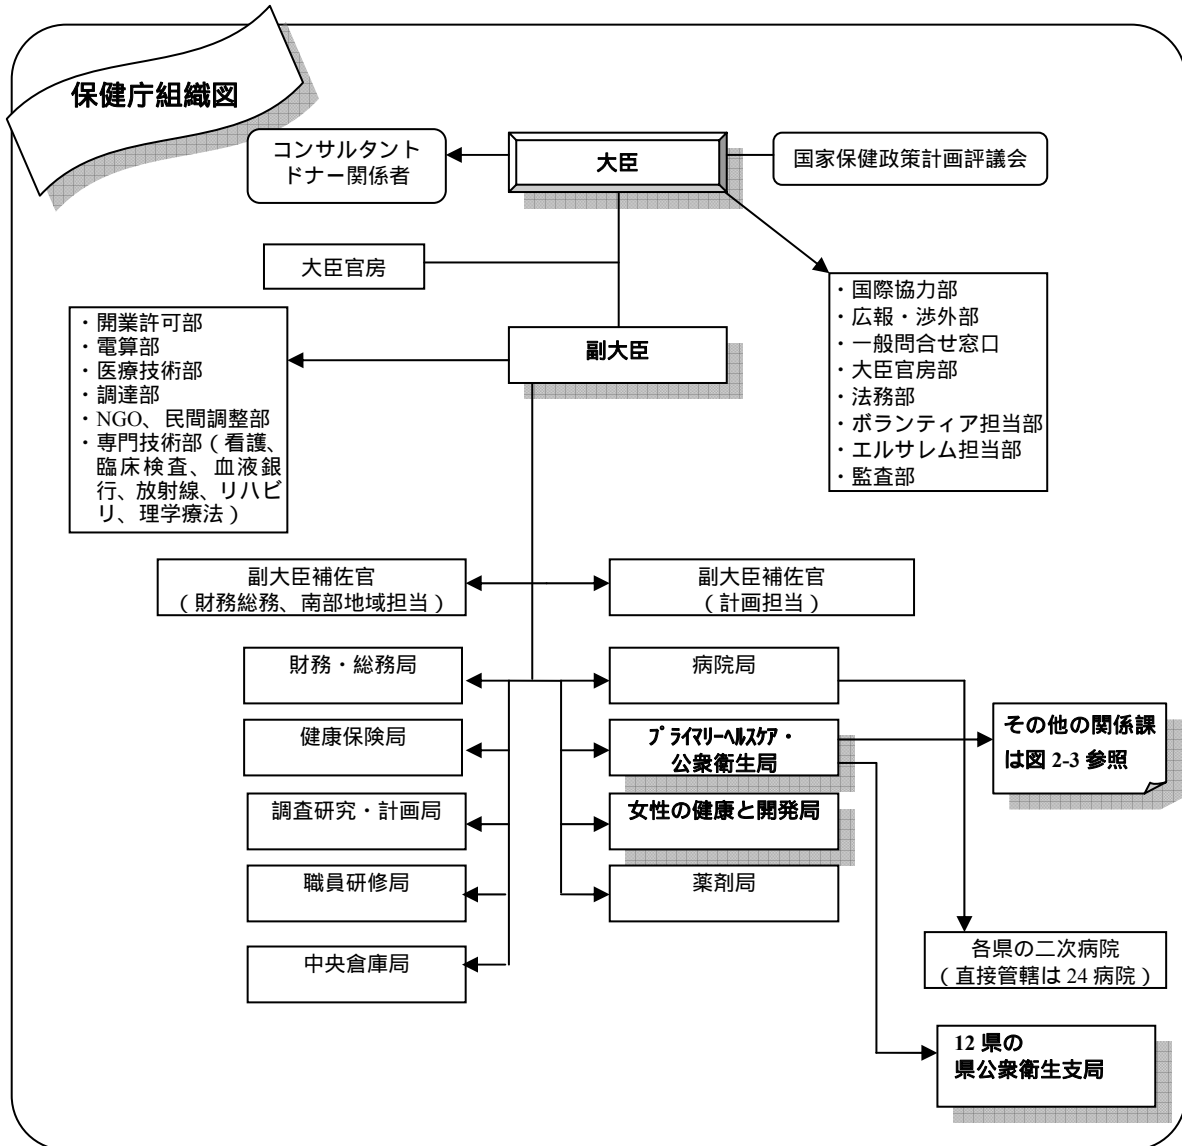 保健庁組織図
コンサルタント
ドナー関係者
大臣
国家保健政策計画評議会
大臣官房
・国際協力部
・広報・渉外部
・一般問合せ窓口
・大臣官房部
・法務部
・ボランティア担当部
・エルサレム担当部
・監査部
・開業許可部
・電算部
・医療技術部
・調達部
・NGO、民間調整部
・専門技術部（看護、
臨床検査、血液銀
行、放射線、リハビ
リ、理学療法）
副大臣
副大臣補佐官
（財務総務、南部地域担当）
副大臣補佐官
（計画担当）
財務・総務局
病院局
健康保険局
ﾌﾟﾗｲﾏﾘｰﾍﾙｽｹｱ・
公衆衛生局
その他の関係課
は図 2-3 参照
調査研究・計画局
女性の健康と開発局
職員研修局
薬剤局
中央倉庫局
各県の二次病院
（直接管轄は 24 病院）
12 県の
県公衆衛生支局